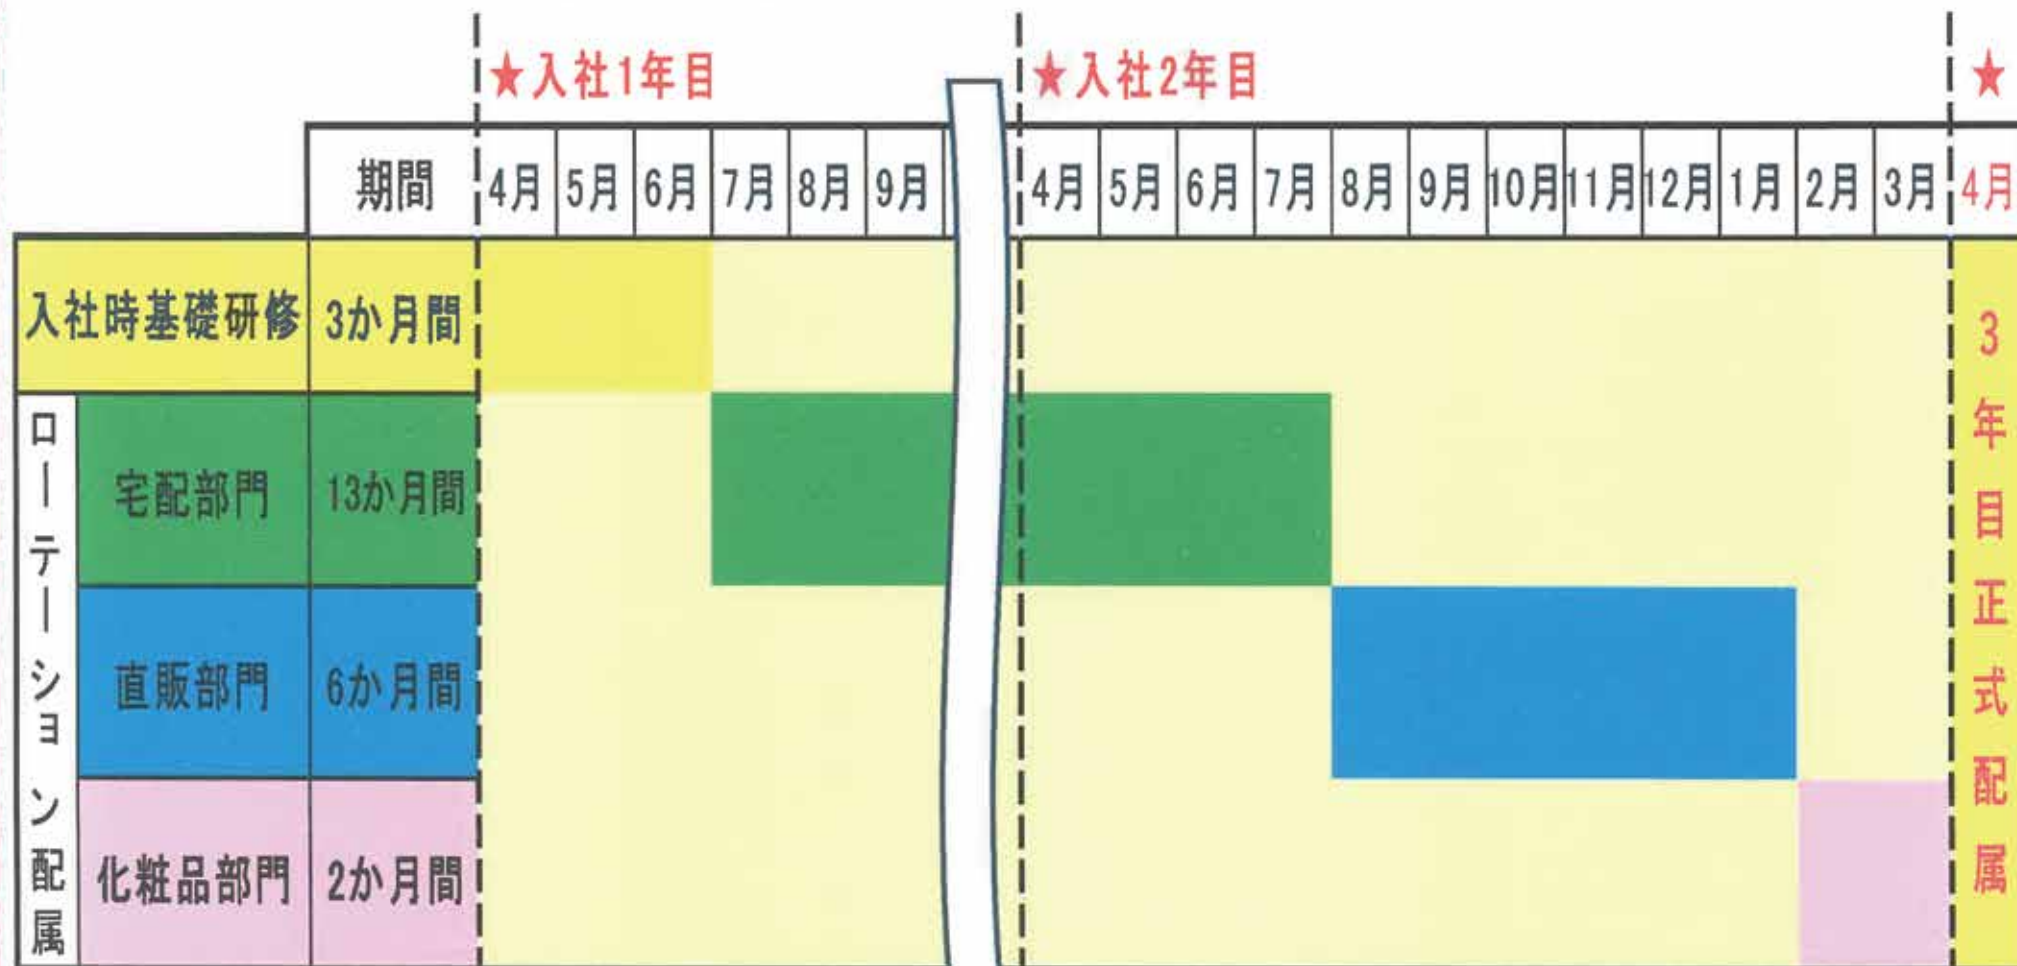 ★入社1年目
★入社2年目
★
期間 4月 5月 6月 7月 8月 9月 4月 5月 6月 7月 8月 9月 10月 11月 12月 1月 2月 3月 4月
入社時基礎研修 3か月間
ローテーション配属
宅配部門 13か月間
直販部門 6か月間
化粧品部門 2か月間
3年目正式配属